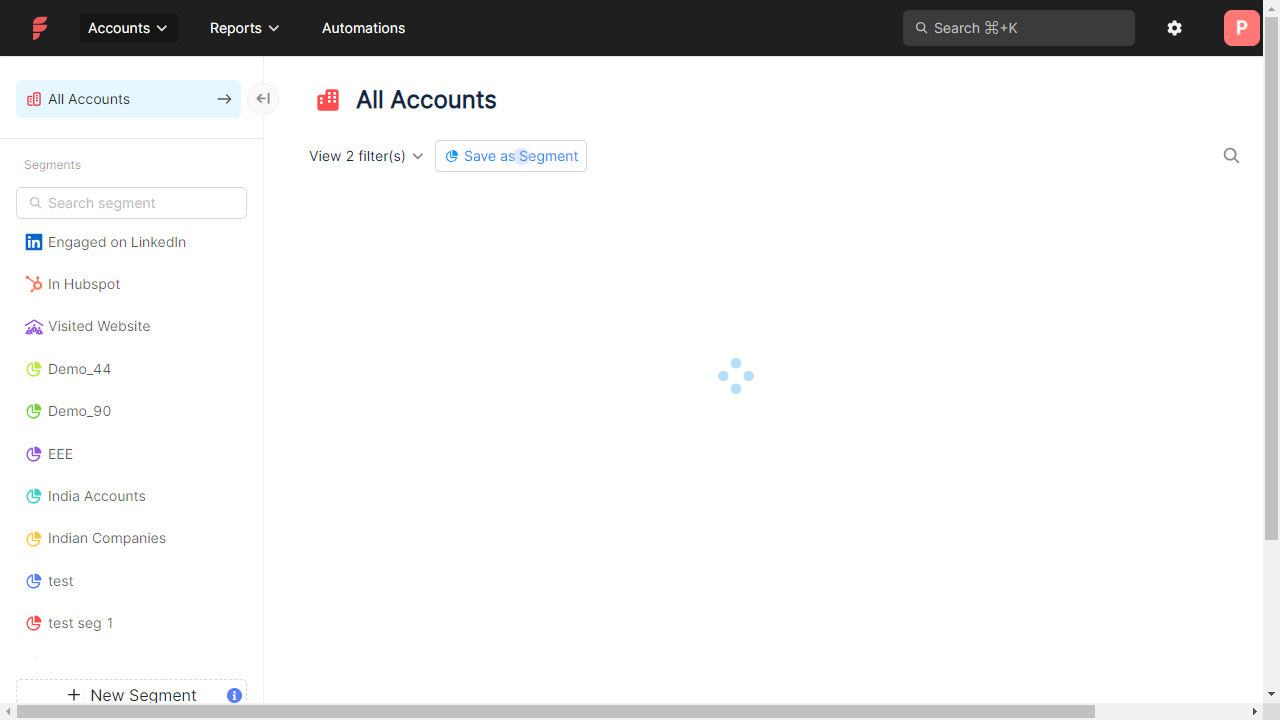 Accounts
Reports
Automations
Search ⌘+K
P
All Accounts
All Accounts
View 2 filter(s)
Save as Segment
Segments
Search segment
Engaged on LinkedIn
In Hubspot
Visited Website
Demo_44
Demo_90
EEE
India Accounts
Indian Companies
test
test seg 1
New Segment